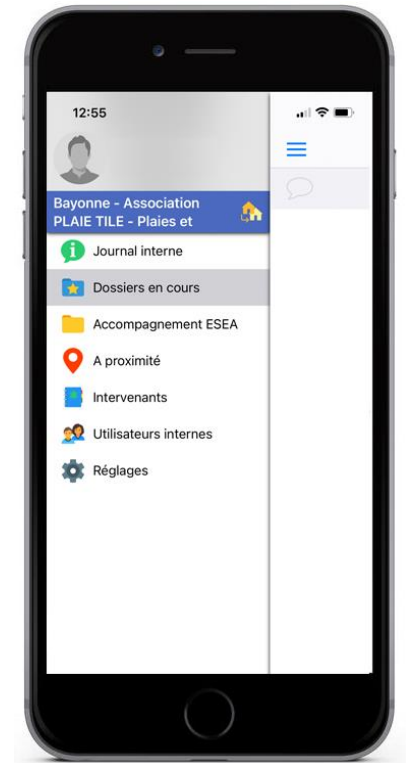 12:55
Bayonne - Association
PLAIE TILE - Plaies et
Journal interne
Dossiers en cours
Accompagnement ESEA
A proximité
Intervenants
Utilisateurs internes
Réglages